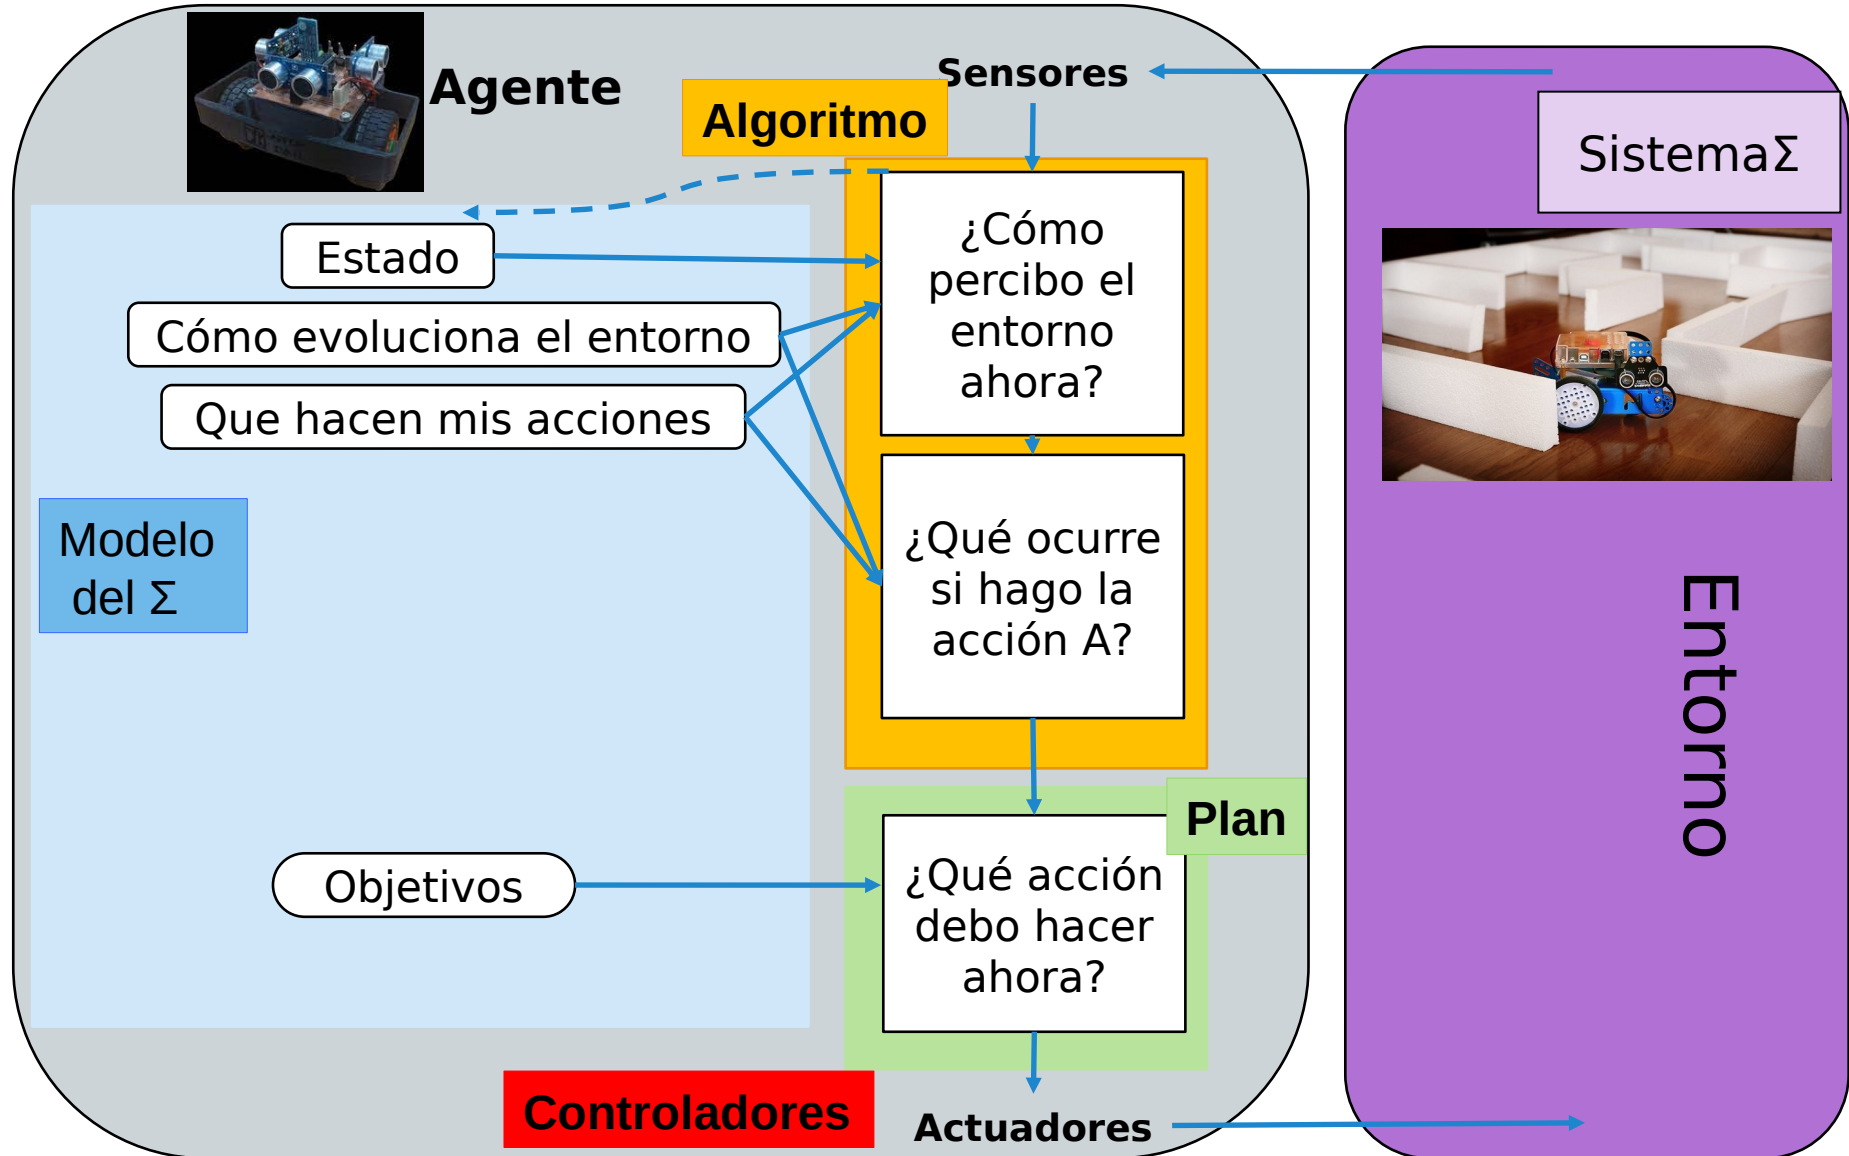 Agente
Sensores
Algoritmo
SistemaΣ
Estado
Cómo evoluciona el entorno
Que hacen mis acciones
¿Cómo
percibo el
entorno
ahora?
Modelo
del Σ
¿Qué ocurre
si hago la
acción A?
Entorno
Plan
Objetivos
¿Qué acción
debo hacer
ahora?
Controladores
Actuadores